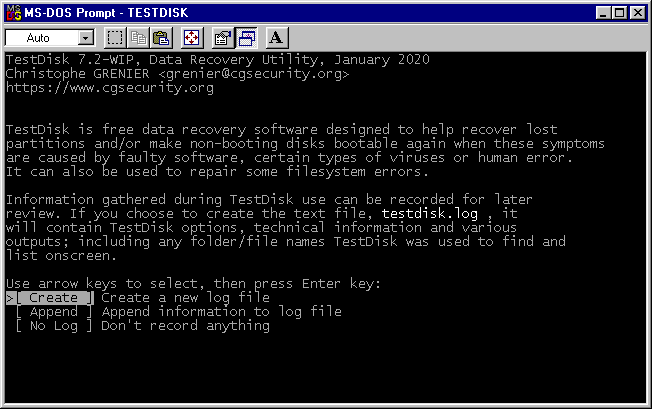 MS-DOS Prompt - TESTDISK
Auto
A
TestDisk 7.2-WIP, Data Recovery Utility, January 2020
Christophe GRENIER <grenier@cgsecurity.org>
https://www.cgsecurity.org
TestDisk is free data recovery software designed to help recover lost
partitions and/or make non-booting disks bootable again when these symptoms
are caused by faulty software, certain types of viruses or human error.
It can also be used to repair some filesystem errors.
Information gathered during TestDisk use can be recorded for later
review. If you choose to create the text file, testdisk.log , it
will contain TestDisk options, technical information and various
outputs; including any folder/file names TestDisk was used to find and
list onscreen.
Use arrow keys to select, then press Enter key:
>[ Create ] Create a new log file
[ Append ] Append information to log file
[ No Log ] Don't record anything